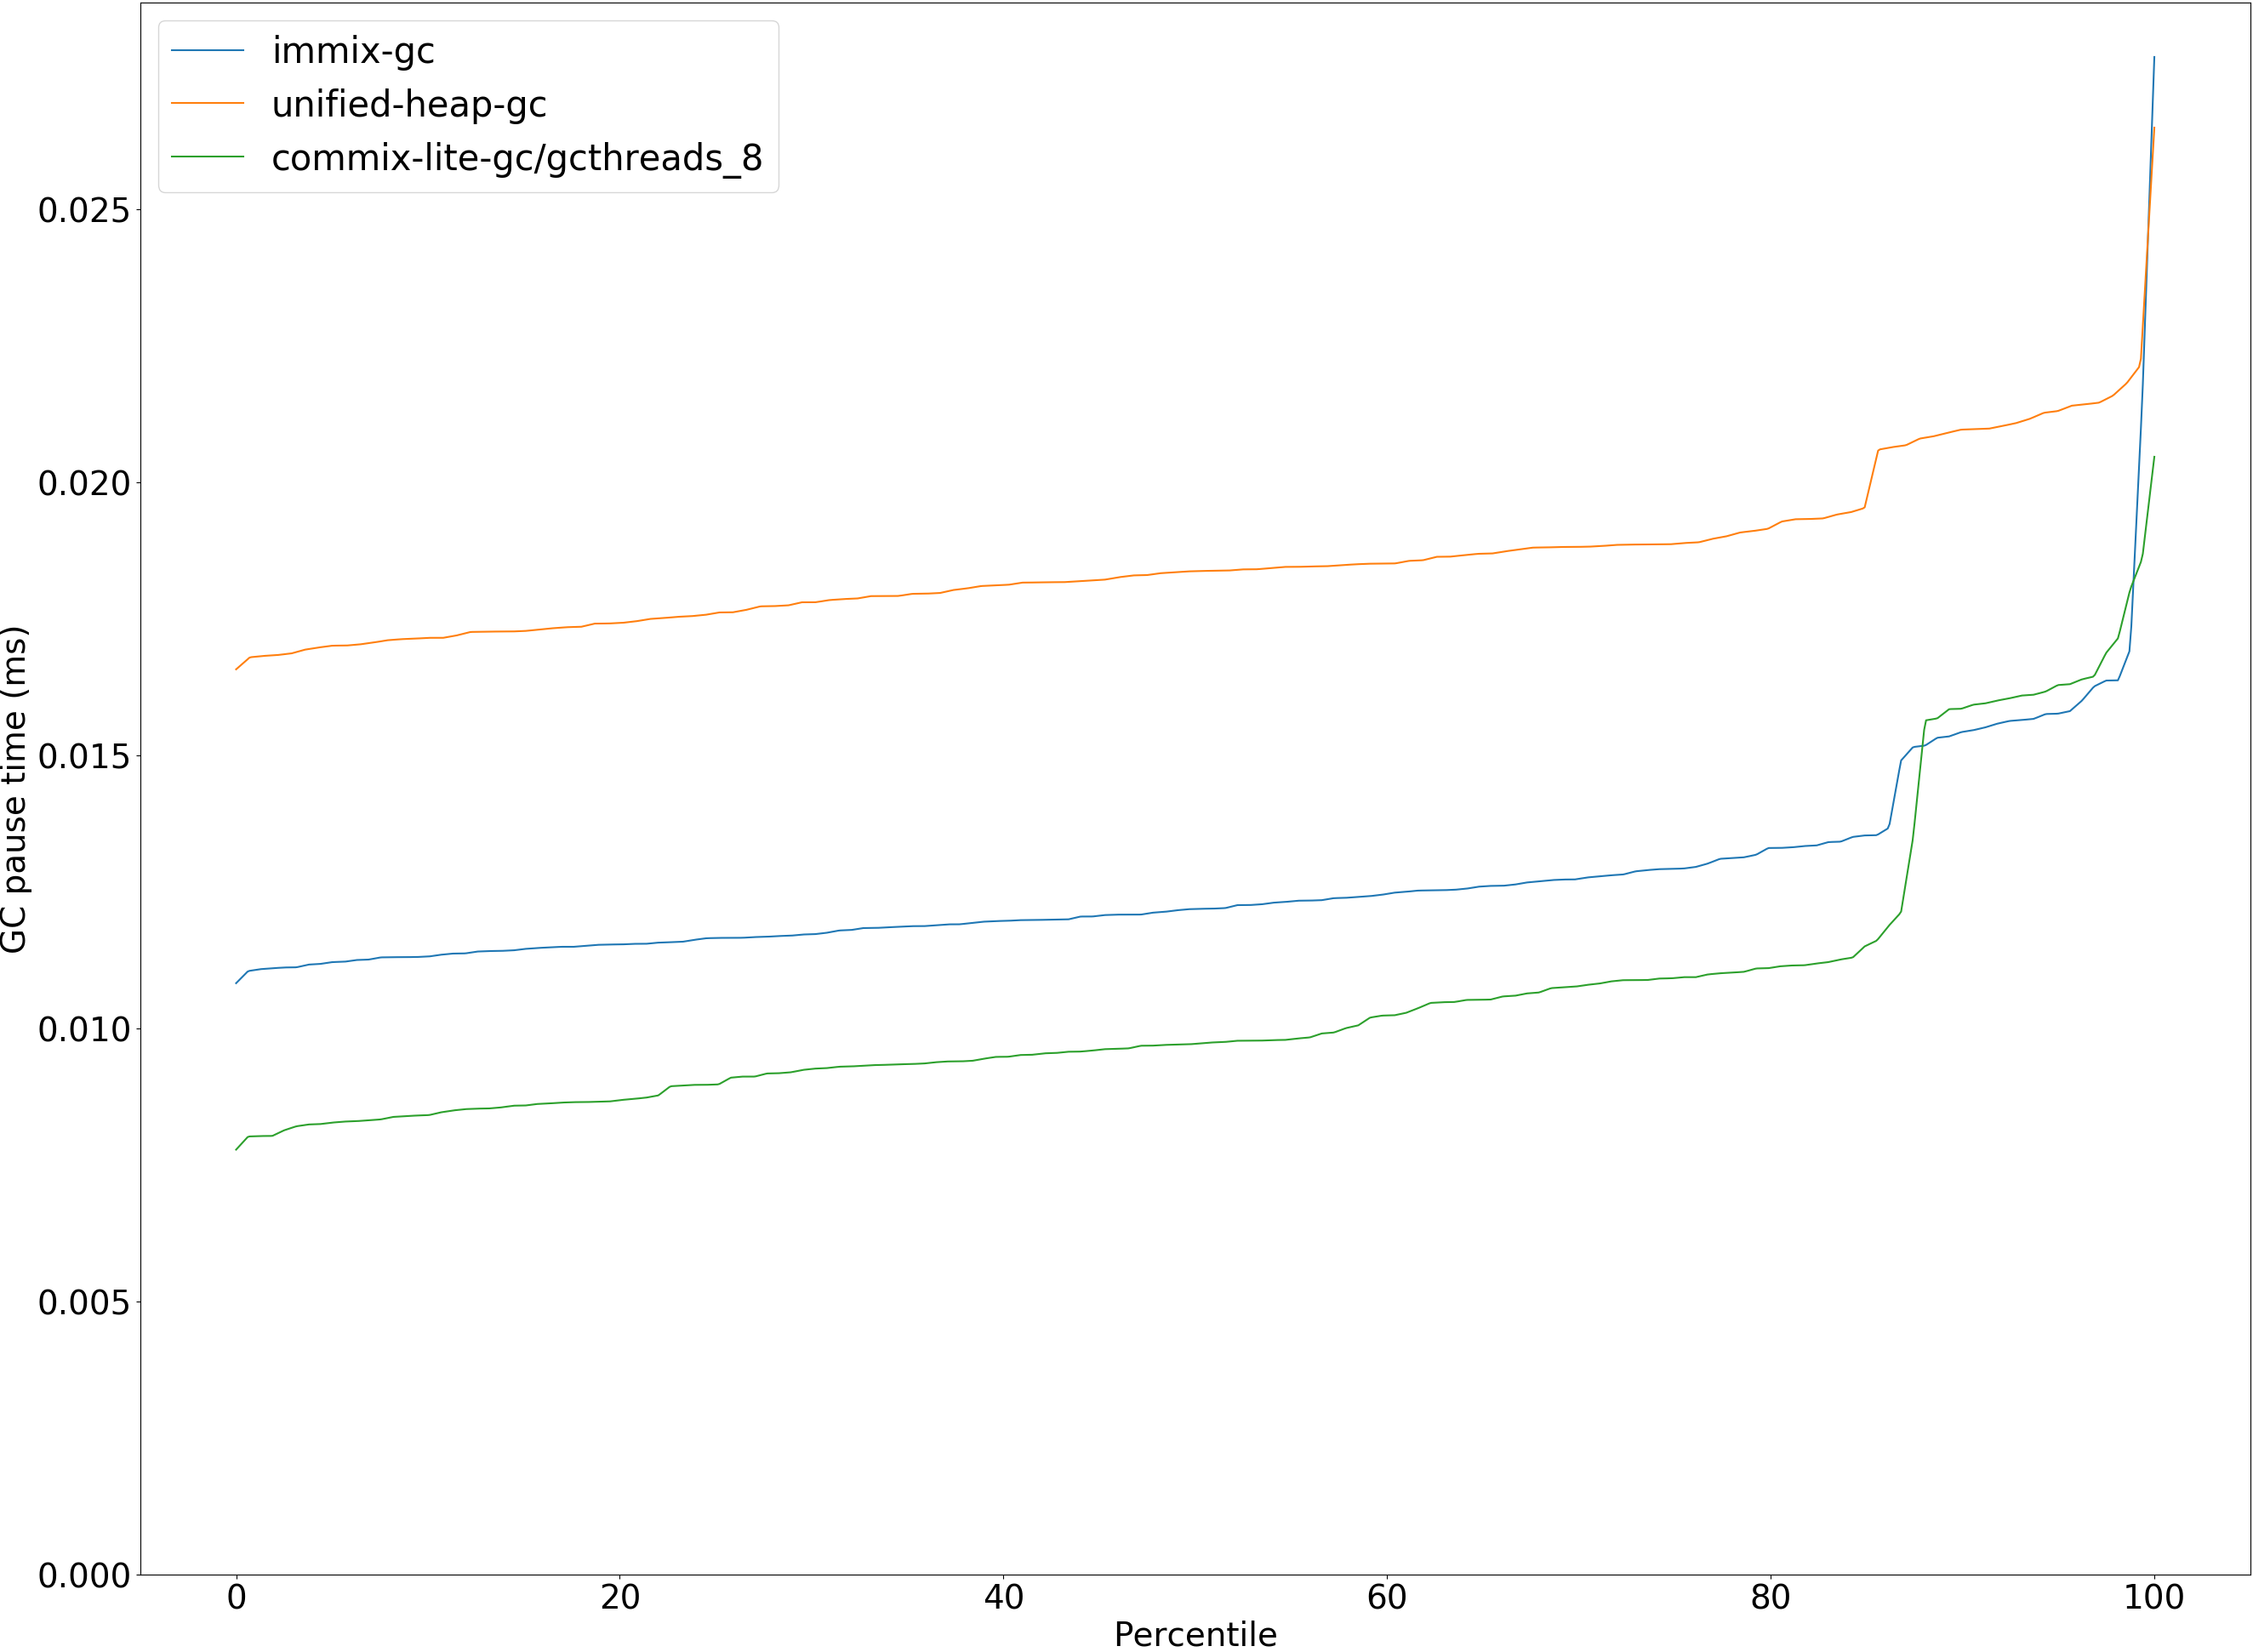 immix-gc
unified-heap-gc
commix-lite-gc/gcthreads_8
GC pause time (ms)
0.025
0.020
0.015
0.010
0.005
0.000
0 20 40 60 80 100
Percentile